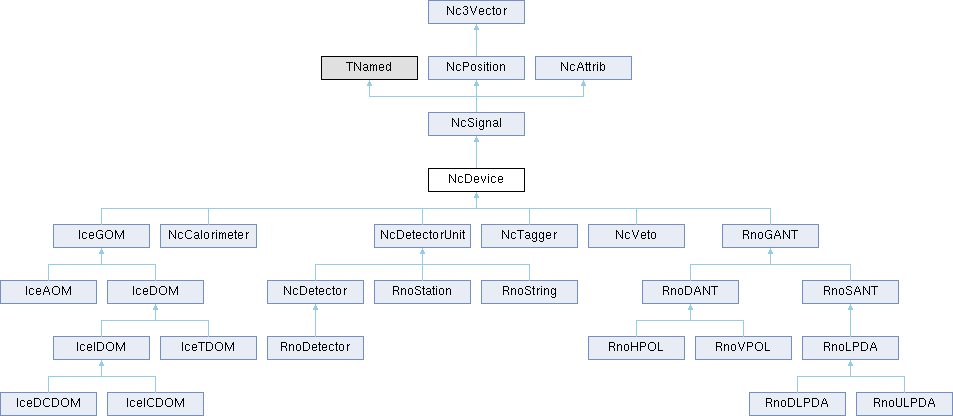 Nc3Vector
TNamed
NcPosition
NcAttrib
NcSignal
NcDevice
IceGOM
NcCalorimeter
NcDetectorUnit
NcTagger
NcVeto
RnoGANT
IceAOM
IceDOM
NcDetector
RnoStation
RnoString
RnoDANT
RnoSANT
IceIDOM
IceTDOM
RnoDetector
RnoHPOL
RnoVPOL
RnoLPDA
IceDCDOM
IceICDOM
RnoDLPDA
RnoULPDA